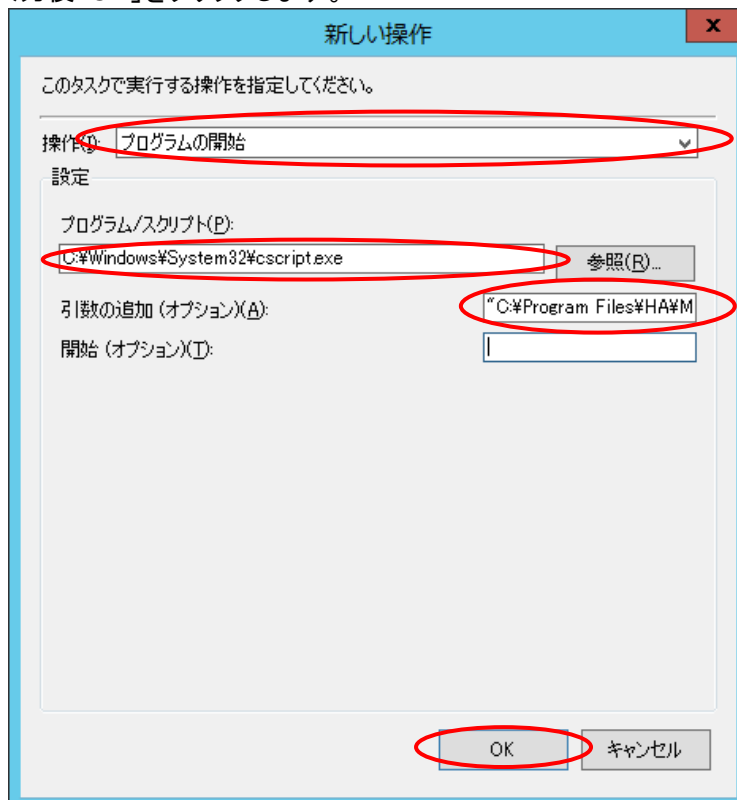 新しい操作
x
このタスクで実行する操作を指定してください。
操作(I): プログラムの開始
設定
プログラム/スクリプト(P):
C:¥Windows¥System32¥cscript.exe
参照(R)...
引数の追加 (オプション)(A): "C:¥Program Files¥HA¥M
開始 (オプション)(T):
OK キャンセル